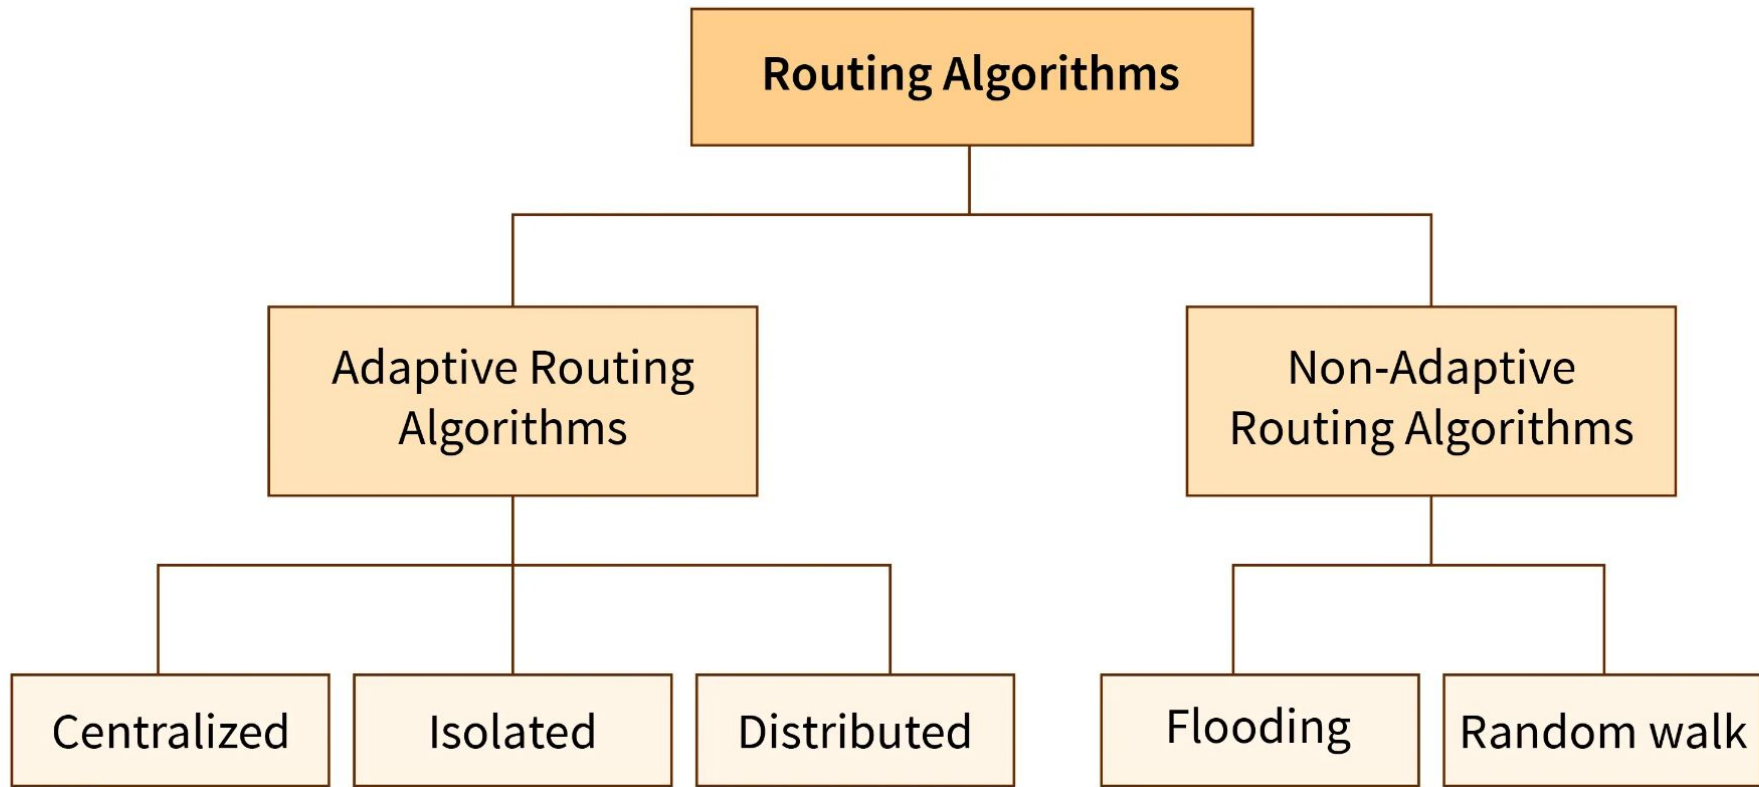 Routing Algorithms
Adaptive Routing
Algorithms
Non-Adaptive
Routing Algorithms
Centralized
Isolated
Distributed
Flooding
Random walk